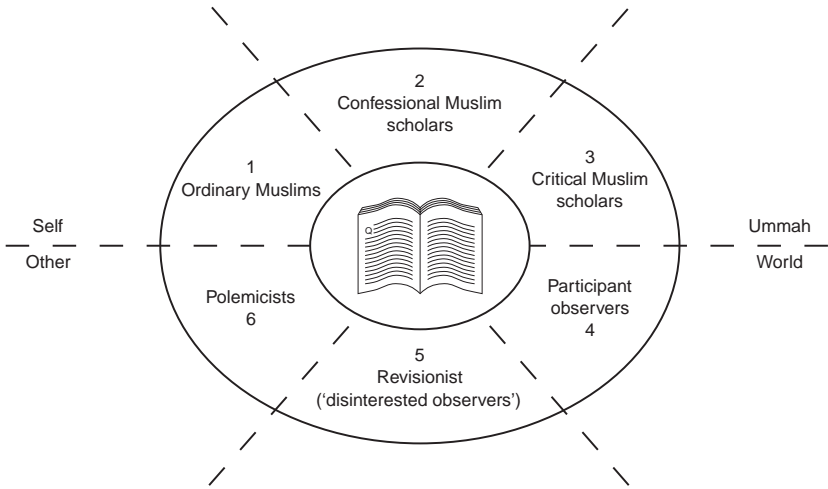 2
Confessional Muslim
scholars
1
Ordinary Muslims
3
Critical Muslim
scholars
Self
Ummah
Q
Other
World
Polemicists
6
Participant
observers
4
5
Revisionist
(‘disinterested observers’)